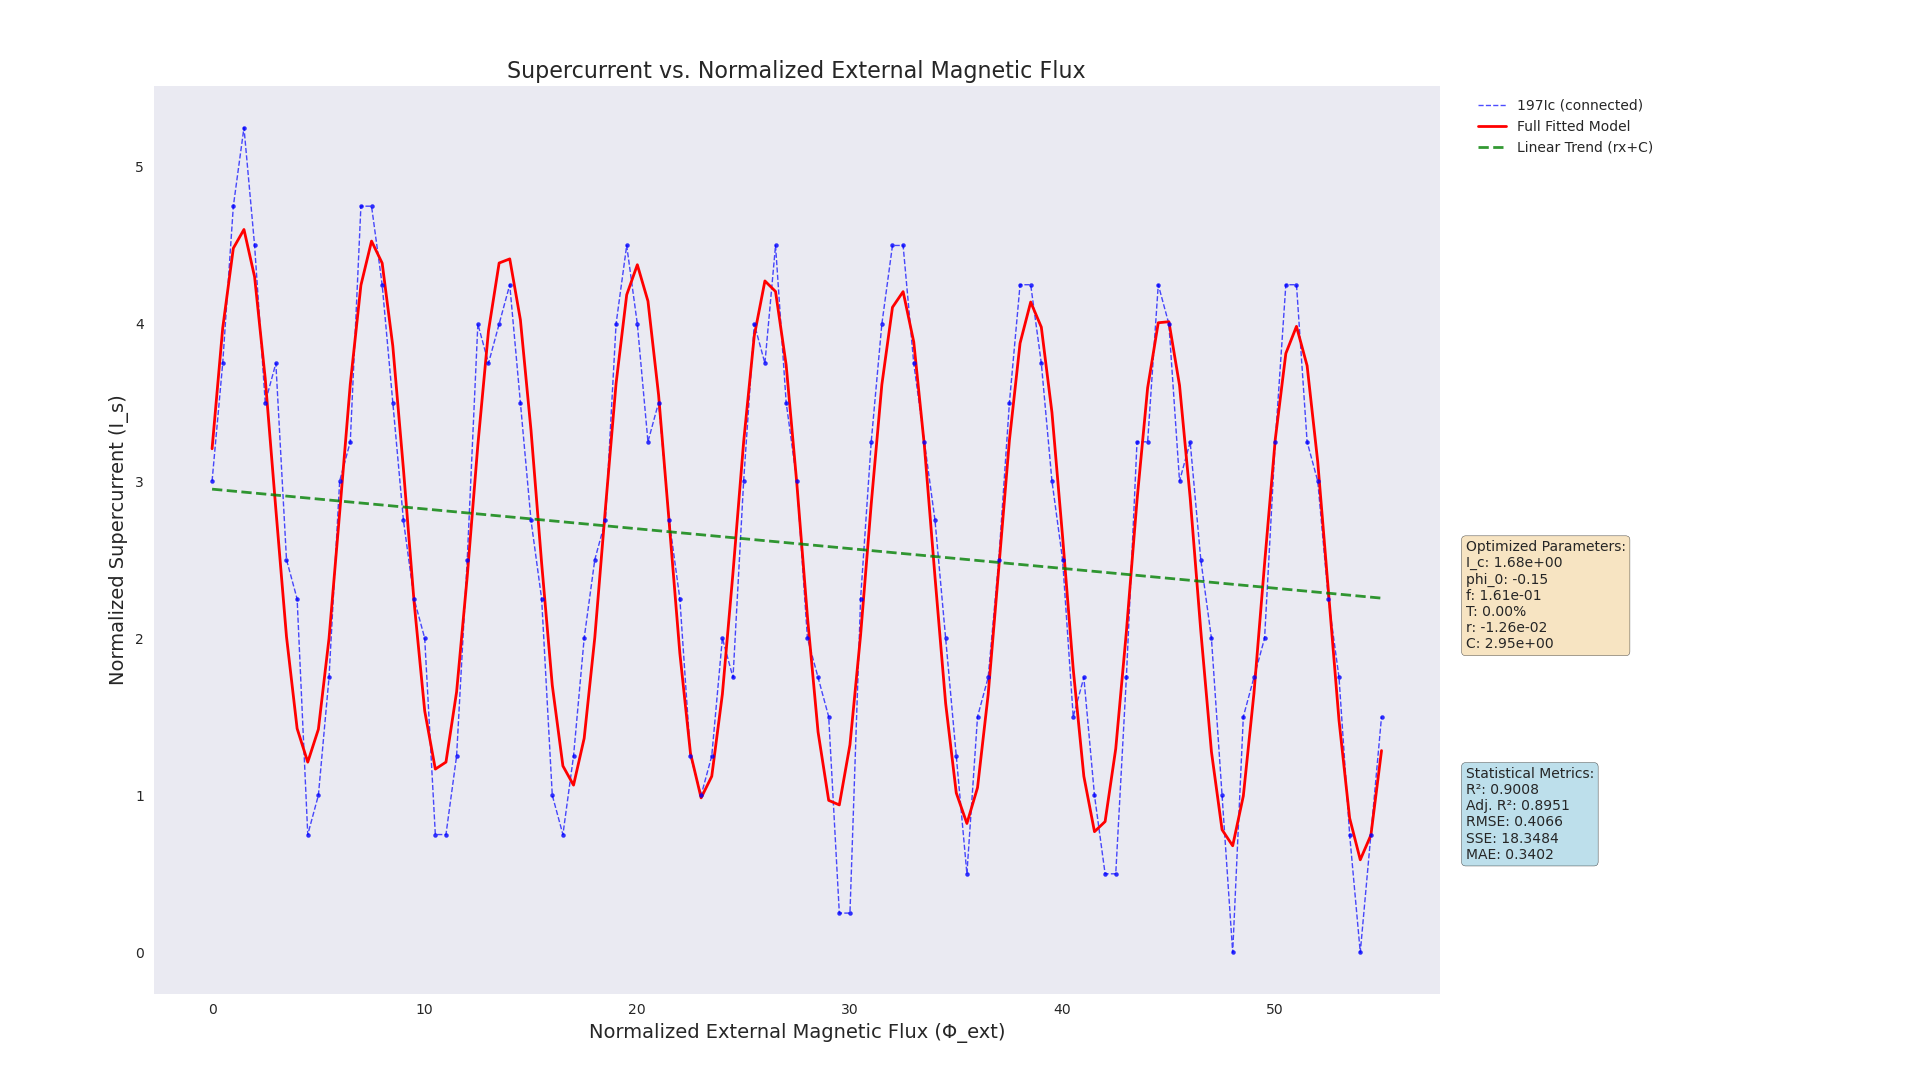 Supercurrent vs. Normalized External Magnetic Flux
197Ic (connected)
Full Fitted Model
Linear Trend (rx+C)
Normalized Supercurrent (I_s)
5
4
3
2
1
0
0 10 20 30 40 50
Normalized External Magnetic Flux (Φ_ext)
Optimized Parameters:
I_c: 1.68e+00
phi_0: -0.15
f: 1.61e-01
T: 0.00%
r: -1.26e-02
C: 2.95e+00
Statistical Metrics:
R²: 0.9008
Adj. R²: 0.8951
RMSE: 0.4066
SSE: 18.3484
MAE: 0.3402